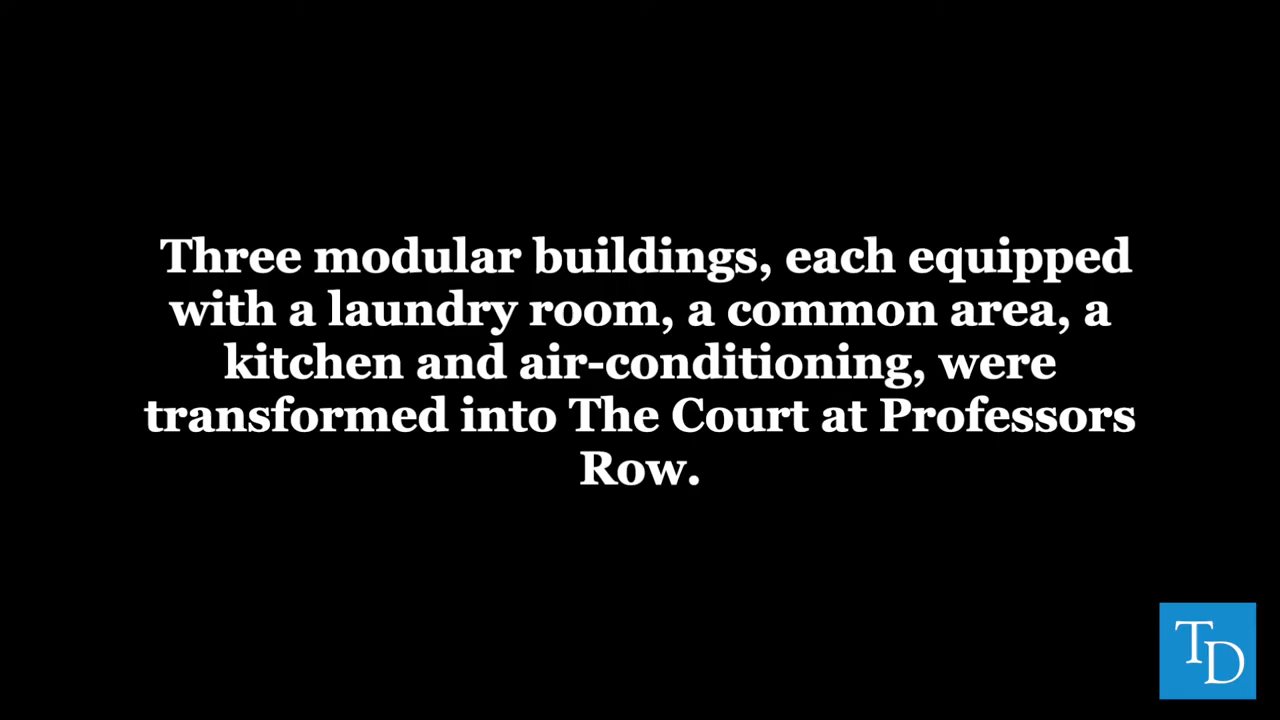 Three modular buildings, each equipped
with a laundry room, a common area, a
kitchen and air-conditioning, were
transformed into The Court at Professors
Row.
TD